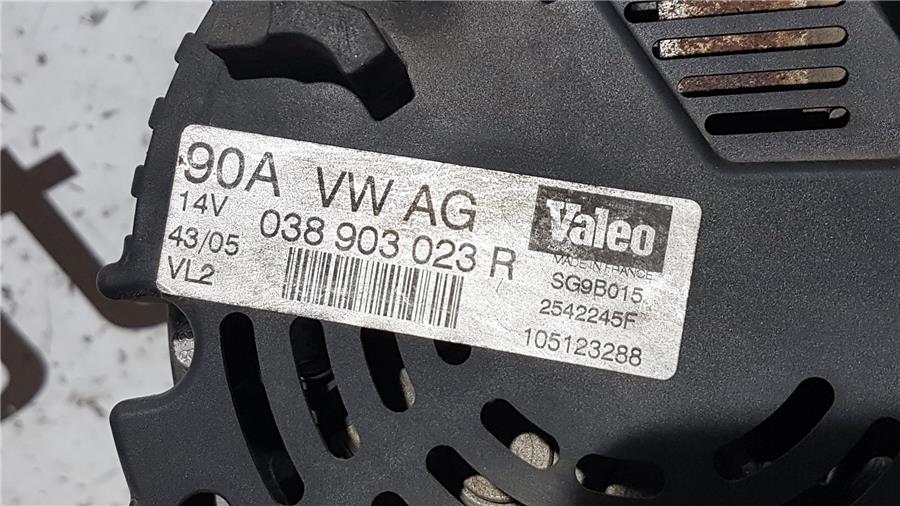 90A VW AG
14V 038 903 023 R
43/05
VL2
Valeo
MADE IN FRANCE
SG9B015
2542245F
105123288